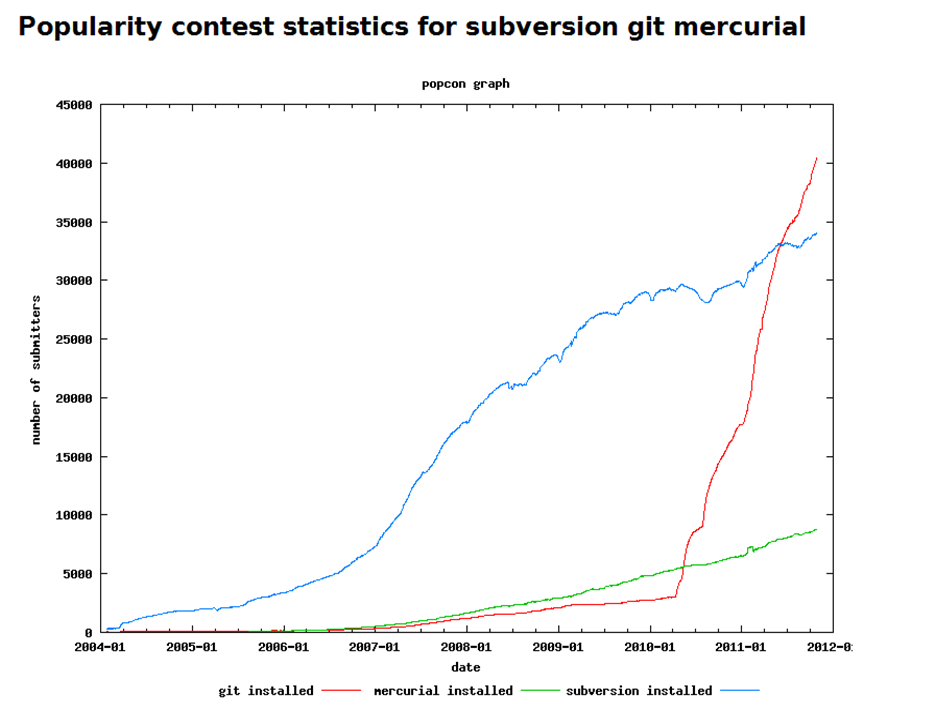 Popularity contest statistics for subversion git mercurial
popcon graph
45000
40000
35000
30000
25000
20000
15000
10000
5000
0
number of submitters
2004-01 2005-01 2006-01 2007-01 2008-01 2009-01 2010-01 2011-01 2012-0
date
git installed mercurial installed subversion installed